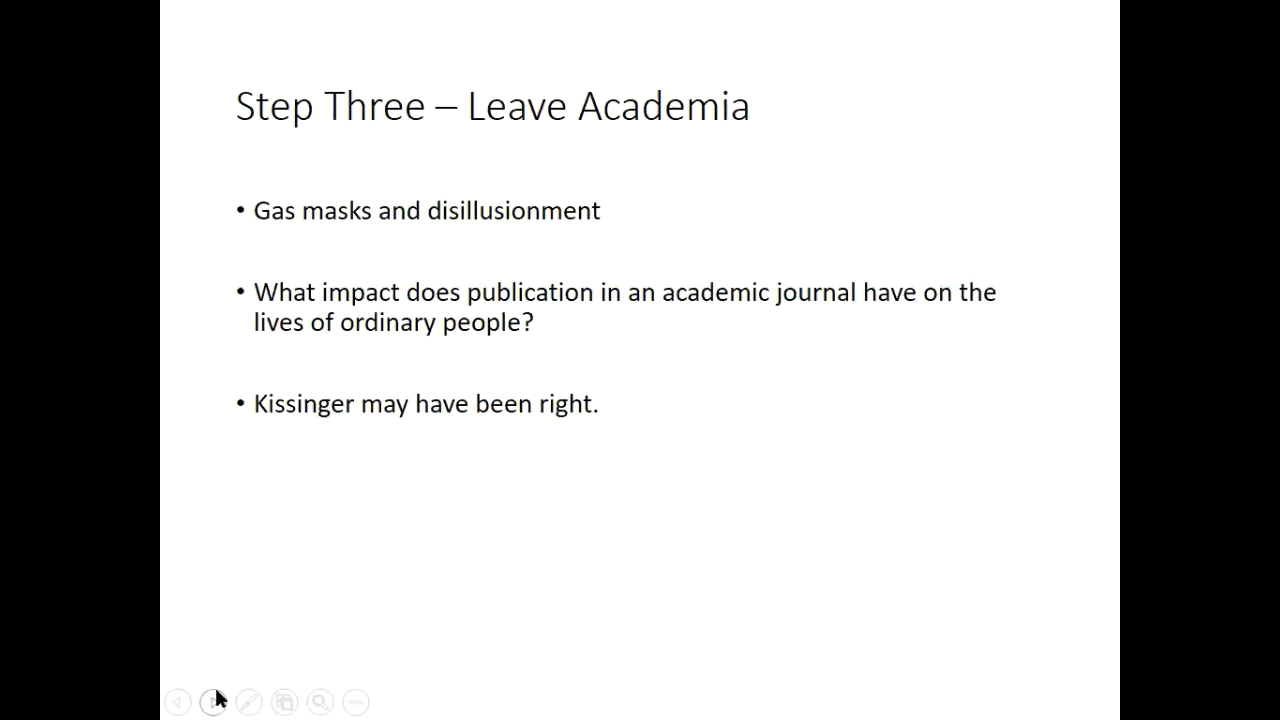 Step Three – Leave Academia
• Gas masks and disillusionment
• What impact does publication in an academic journal have on the
lives of ordinary people?
• Kissinger may have been right.